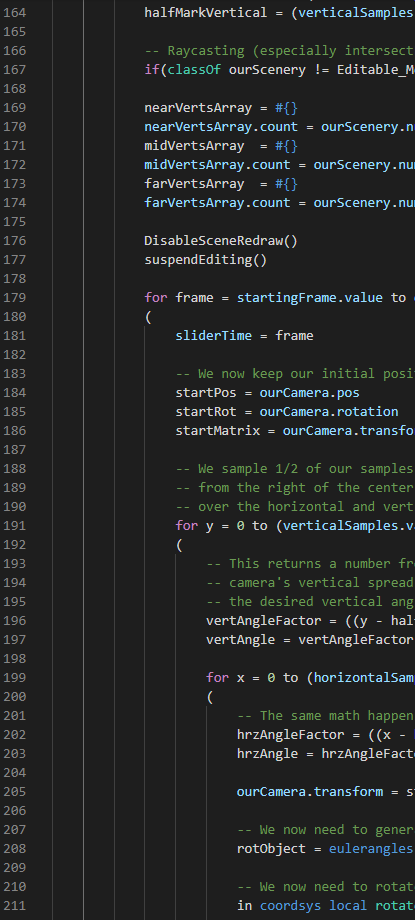 164 halfMarkVertical = (verticalSamples
165
166 -- Raycasting (especially intersect
167 if(classOf ourScenery != Editable_M
168
169 nearVertsArray = #{}
170 nearVertsArray.count = ourScenery.n
171 midVertsArray  = #{}
172 midVertsArray.count = ourScenery.nu
173 farVertsArray  = #{}
174 farVertsArray.count = ourScenery.num
175
176 DisableSceneRedraw()
177 suspendEditing()
178
179 for frame = startingFrame.value to
180 (
181 sliderTime = frame
182
183 -- We now keep our initial posi
184 startPos = ourCamera.pos
185 startRot = ourCamera.rotation
186 startMatrix = ourCamera.transfo
187
188 -- We sample 1/2 of our samples
189 -- from the right of the center
190 -- over the horizontal and vert
191 for y = 0 to (verticalSamples.va
192 (
193 -- This returns a number fr
194 -- camera's vertical spread
195 -- the desired vertical ang
196 vertAngleFactor = ((y - hal
197 vertAngle = vertAngleFactor
198
199 for x = 0 to (horizontalSam
200 (
201 -- The same math happen
202 hrzAngleFactor = ((x -
203 hrzAngle = hrzAngleFact
204
205 ourCamera.transform = s
206
207 -- We now need to gener
208 rotObject = eulerangles
209
210 -- We now need to rotat
211 in coordsys local rotat